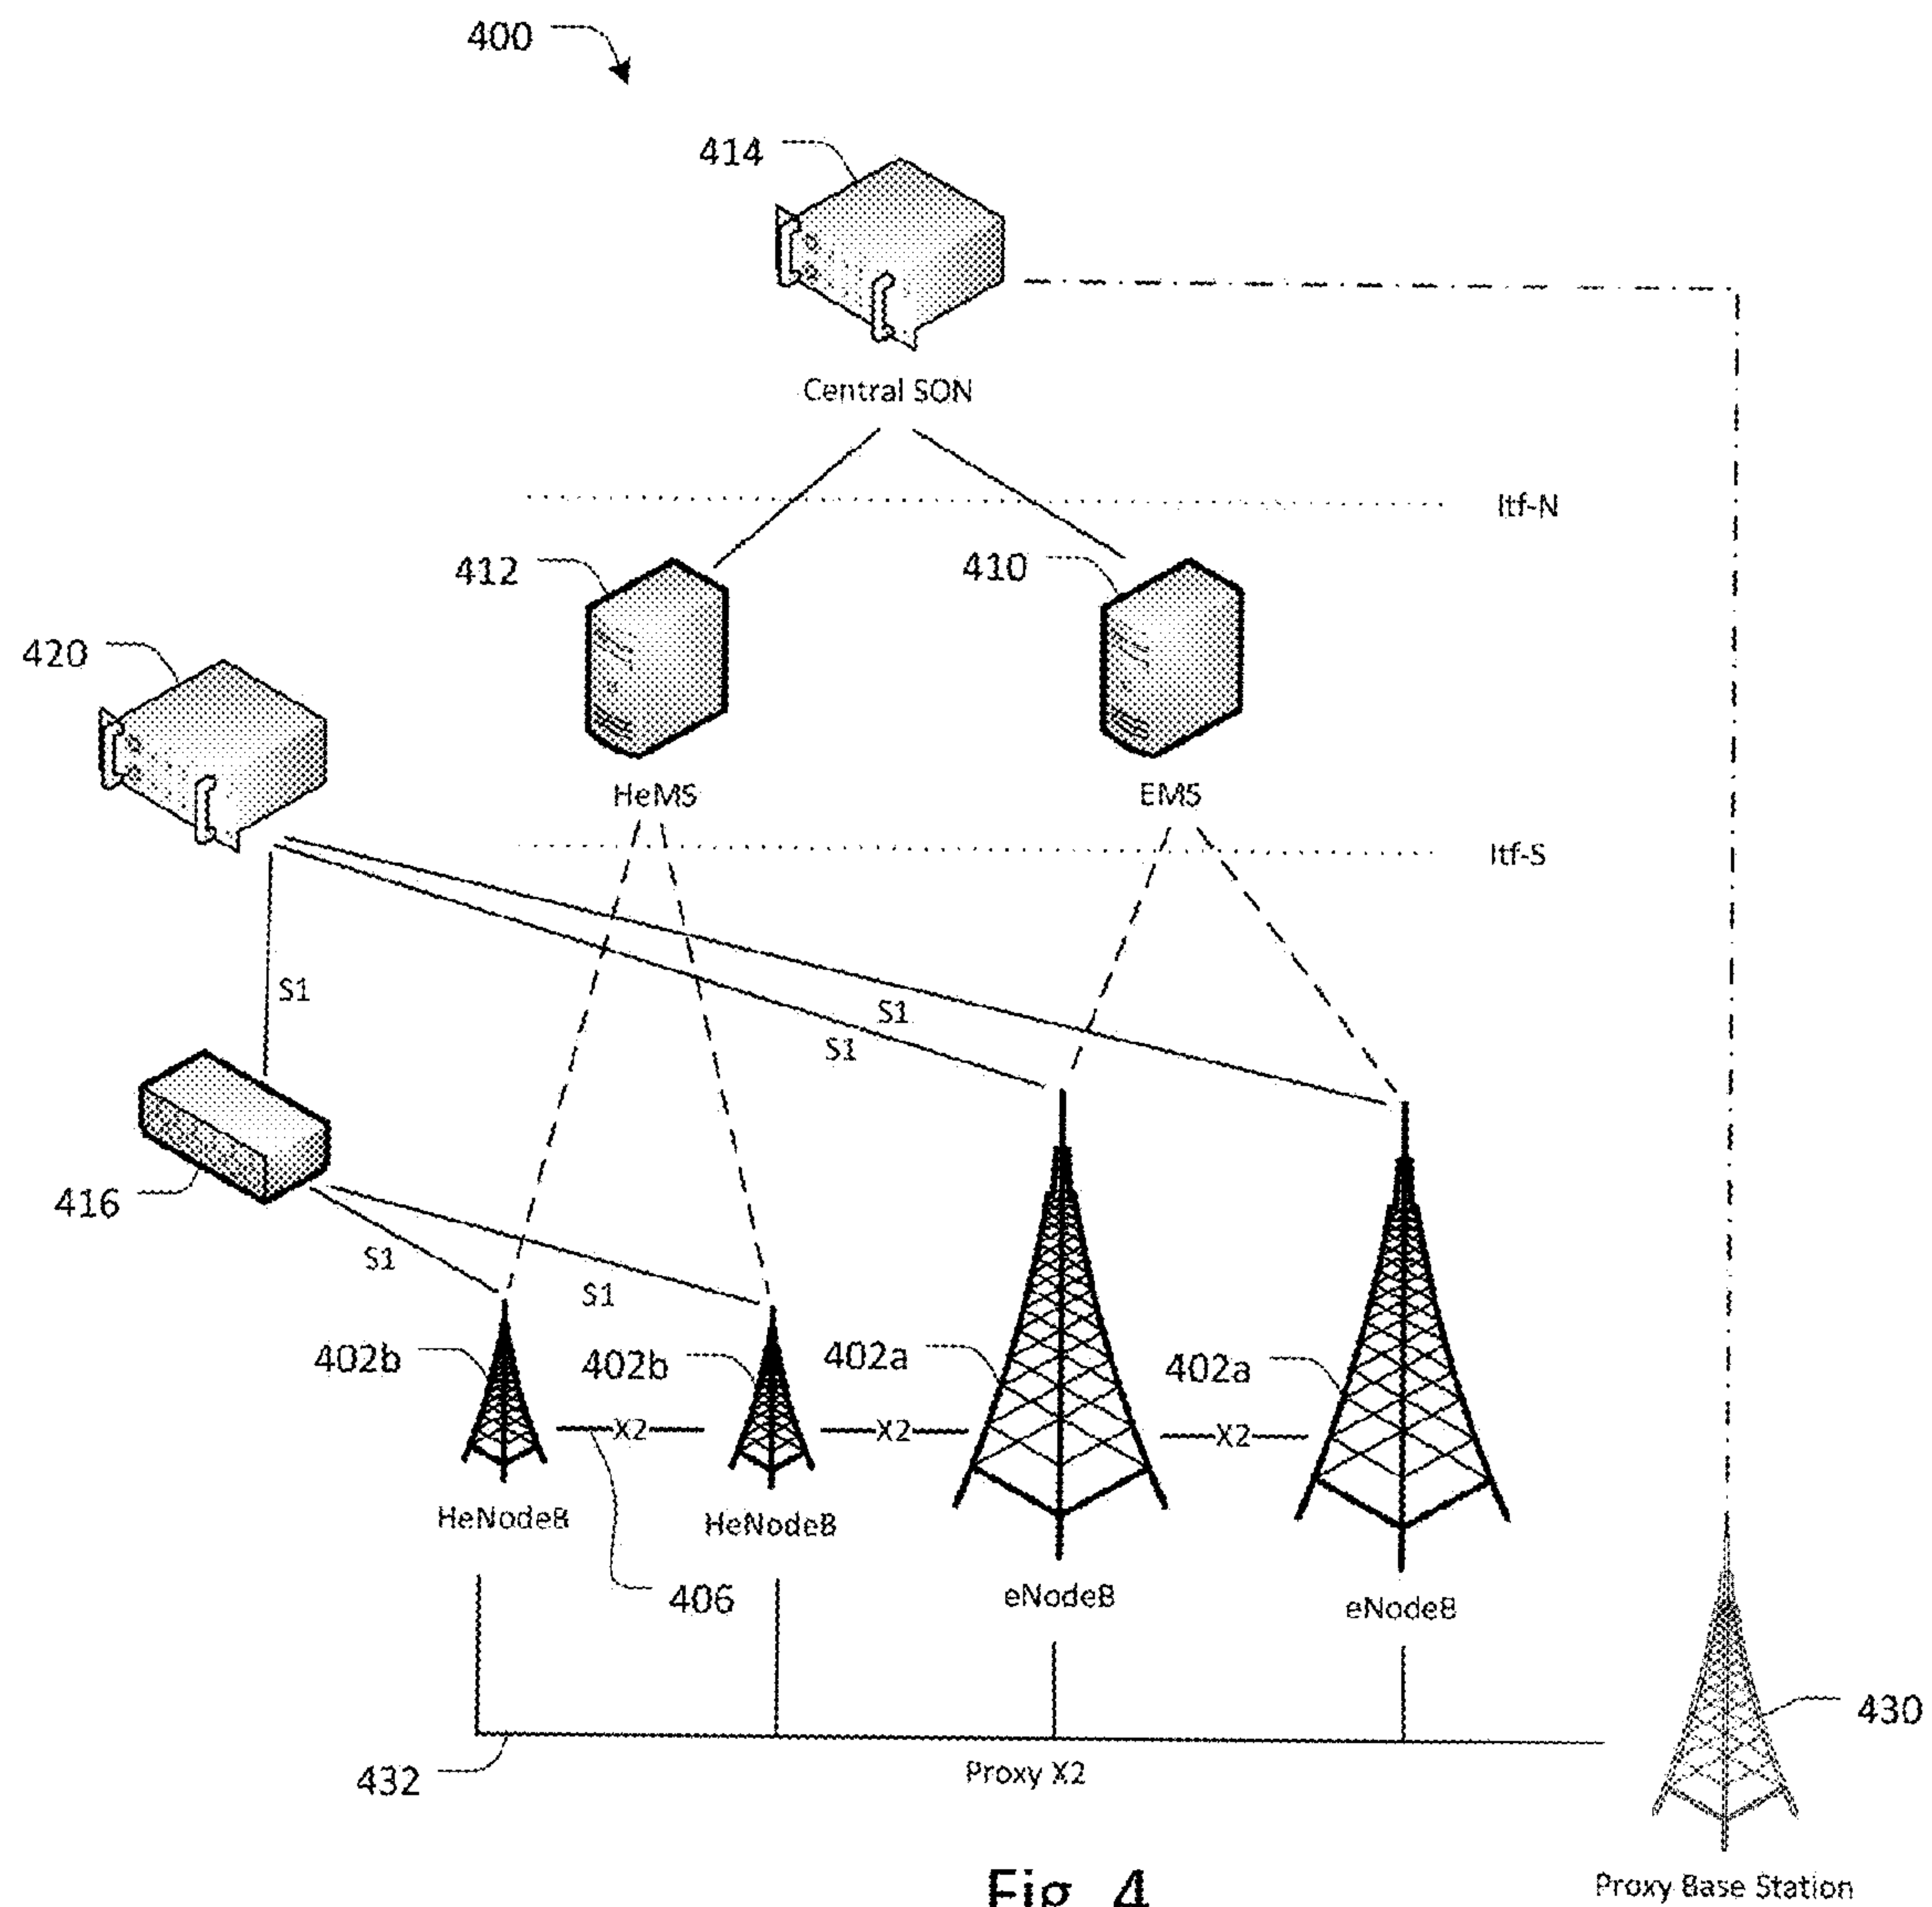 400
414
Central SON
Itf-N
412
410
420
HeMS
EMS
Itf-S
S1
S1
S1
416
S1
S1
402b
402b
402a
402a
X2
X2
X2
HeNodeB
HeNodeB
406
eNodeB
eNodeB
430
432
Proxy X2
Fig. 4
Proxy Base Station